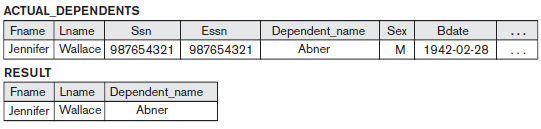 ACTUAL_DEPENDENTS
Fname Lname Ssn Essn Dependent_name Sex Bdate ...
Jennifer Wallace 987654321 987654321 Abner M 1942-02-28 ...
RESULT
Fname Lname Dependent_name
Jennifer Wallace Abner